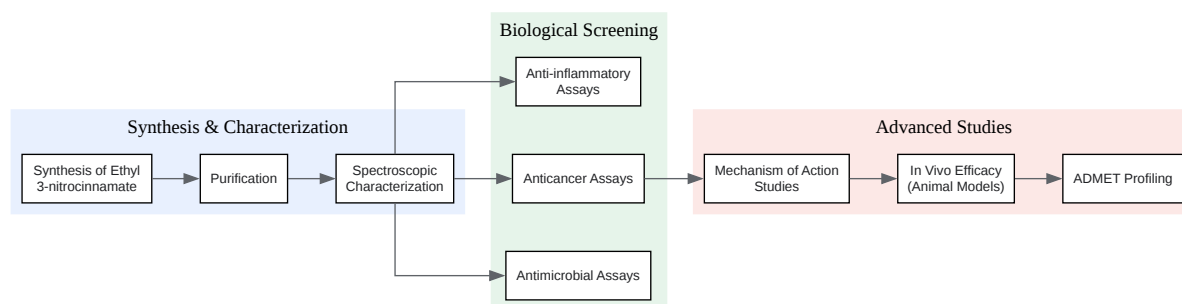 Biological Screening
Anti-inflammatory
Assays
Synthesis & Characterization
Advanced Studies
Synthesis of Ethyl
3-nitrocinnamate
Purification
Spectroscopic
Characterization
Anticancer Assays
Mechanism of Action
Studies
In Vivo Efficacy
(Animal Models)
ADMET Profiling
Antimicrobial Assays